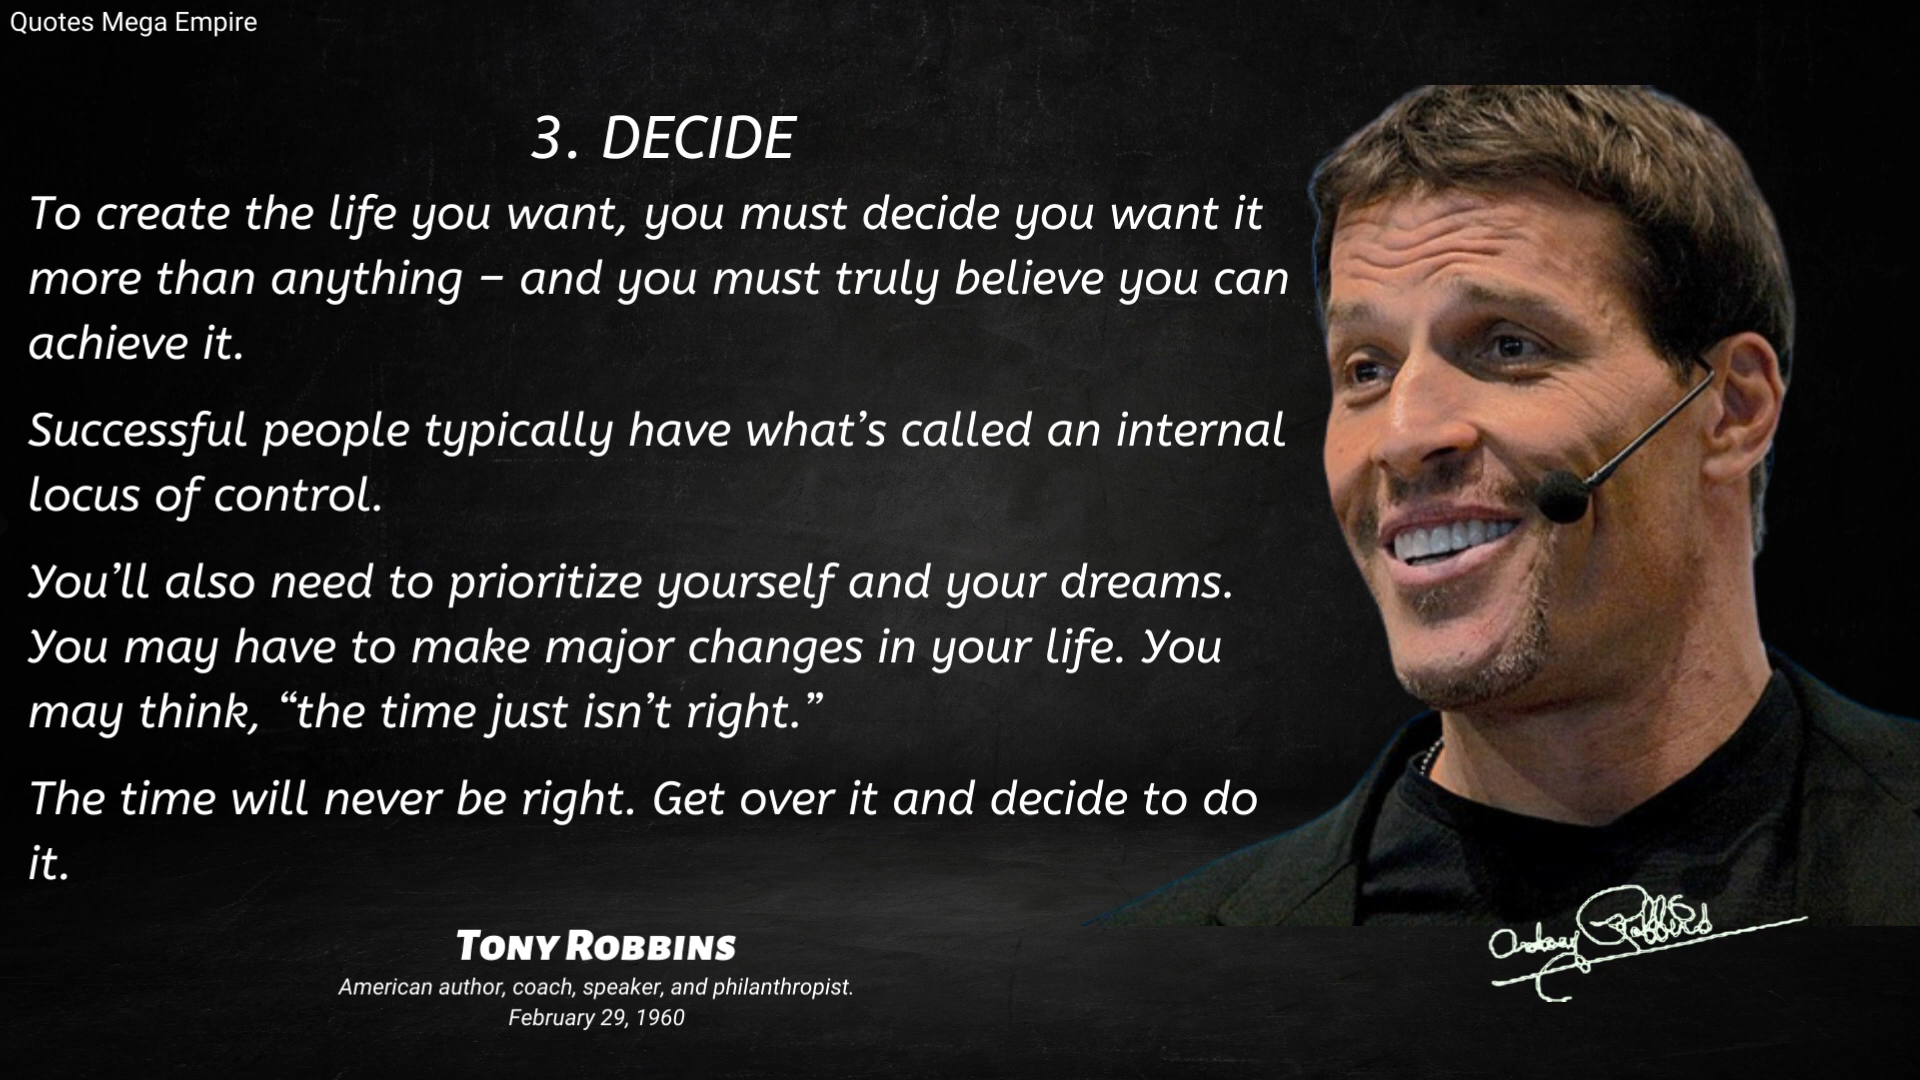 Quotes Mega Empire
3. DECIDE
To create the life you want, you must decide you want it
more than anything – and you must truly believe you can
achieve it.
Successful people typically have what’s called an internal
locus of control.
You’ll also need to prioritize yourself and your dreams.
You may have to make major changes in your life. You
may think, “the time just isn’t right.”
The time will never be right. Get over it and decide to do
it.
TONY ROBBINS
American author, coach, speaker, and philanthropist.
February 29, 1960